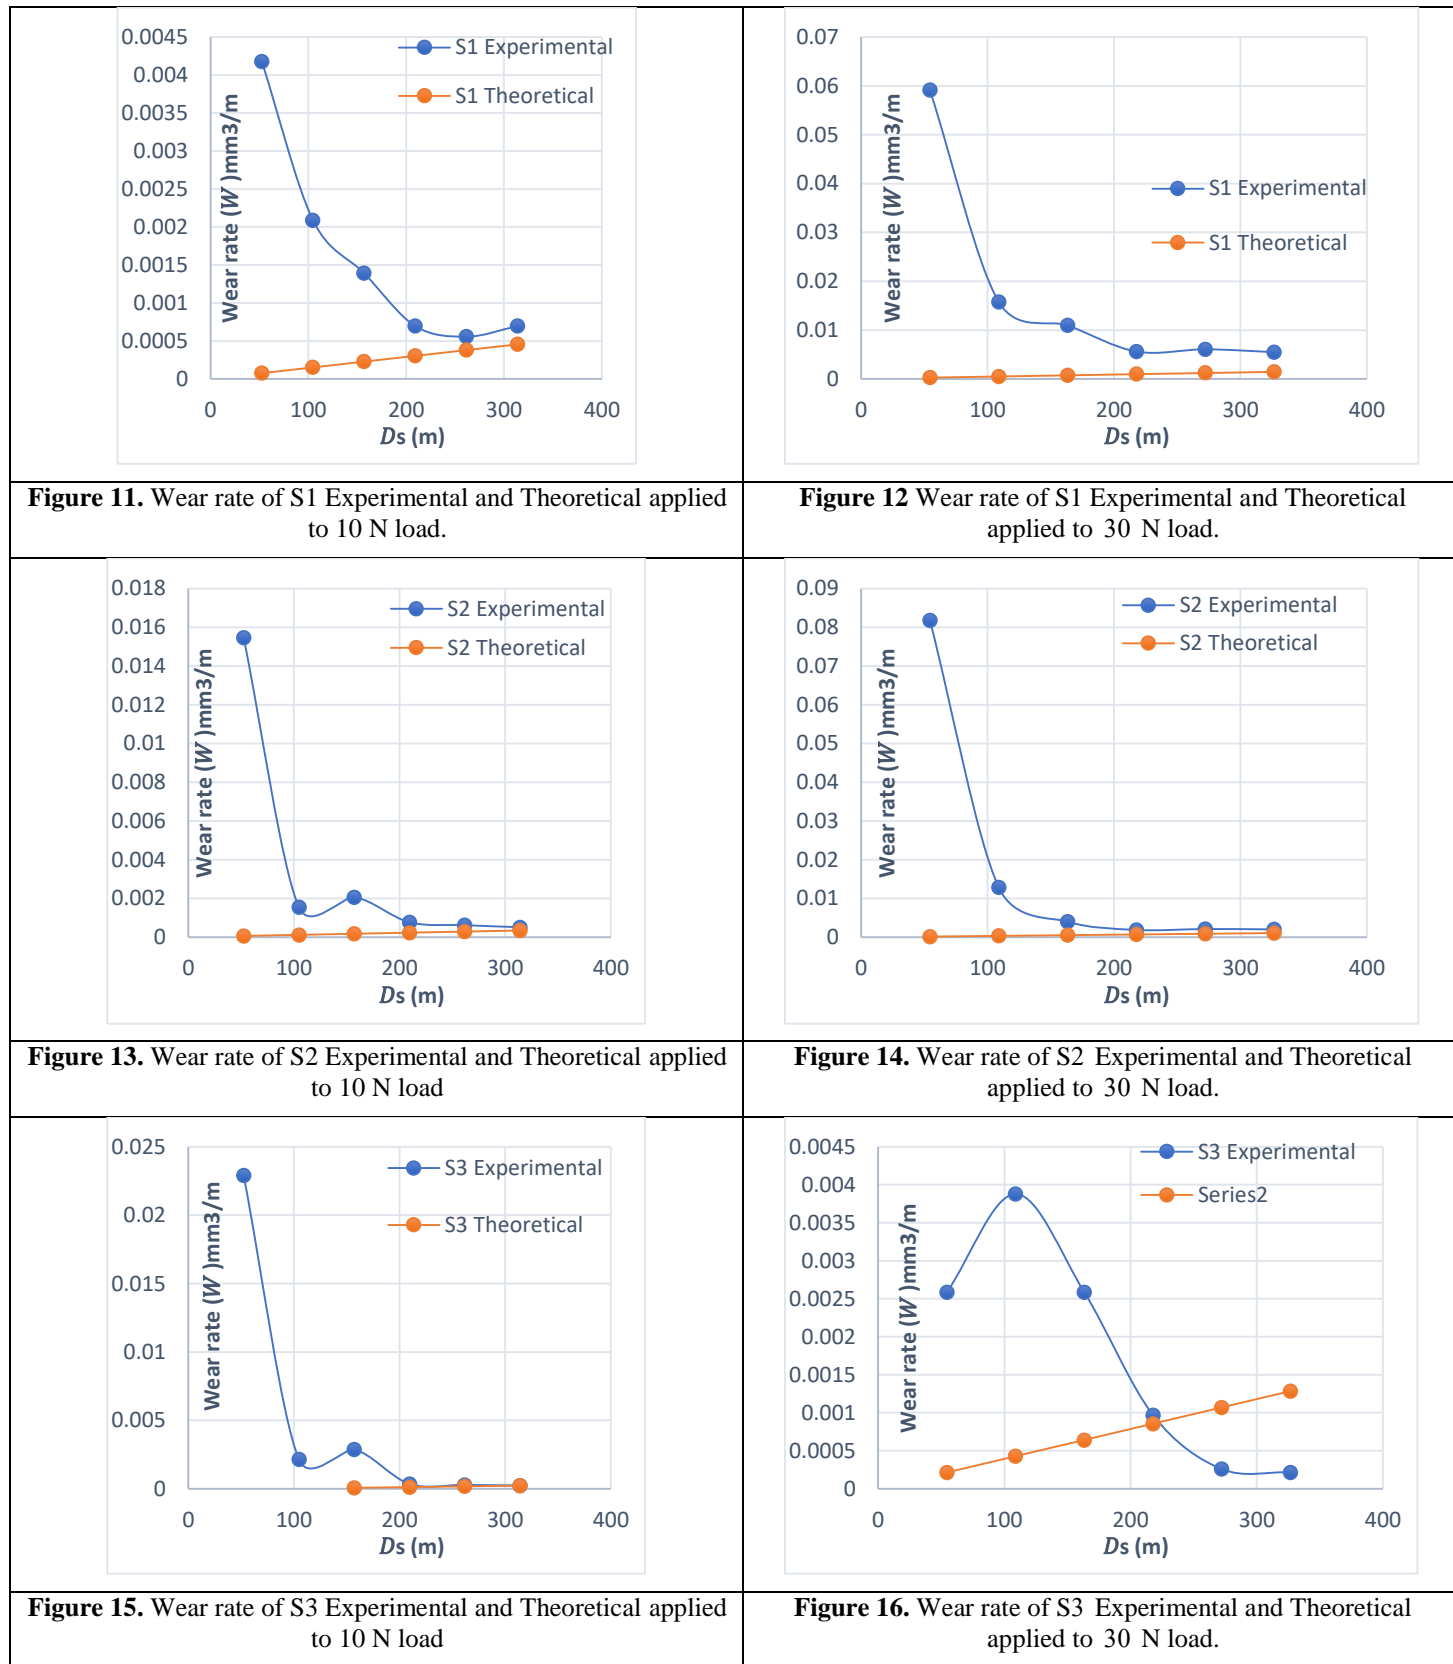 0.0045
0.004
0.0035
0.003
0.0025
0.002
0.0015
0.001
0.0005
0
0
100
200
300
400
Wear rate (W )mm3/m
Ds (m)
S1 Experimental
S1 Theoretical
Figure 11. Wear rate of S1 Experimental and Theoretical applied
to 10 N load.
0.07
0.06
0.05
0.04
0.03
0.02
0.01
0
0
100
200
300
400
Wear rate (W )mm3/m
Ds (m)
S1 Experimental
S1 Theoretical
Figure 12 Wear rate of S1 Experimental and Theoretical
applied to 30 N load.
0.018
0.016
0.014
0.012
0.01
0.008
0.006
0.004
0.002
0
0
100
200
300
400
Wear rate (W )mm3/m
Ds (m)
S2 Experimental
S2 Theoretical
Figure 13. Wear rate of S2 Experimental and Theoretical applied
to 10 N load
0.09
0.08
0.07
0.06
0.05
0.04
0.03
0.02
0.01
0
0
100
200
300
400
Wear rate (W )mm3/m
Ds (m)
S2 Experimental
S2 Theoretical
Figure 14. Wear rate of S2 Experimental and Theoretical
applied to 30 N load.
0.025
0.02
0.015
0.01
0.005
0
0
100
200
300
400
Wear rate (W )mm3/m
Ds (m)
S3 Experimental
S3 Theoretical
Figure 15. Wear rate of S3 Experimental and Theoretical applied
to 10 N load
0.0045
0.004
0.0035
0.003
0.0025
0.002
0.0015
0.001
0.0005
0
0
100
200
300
400
Wear rate (W )mm3/m
Ds (m)
S3 Experimental
Series2
Figure 16. Wear rate of S3 Experimental and Theoretical
applied to 30 N load.